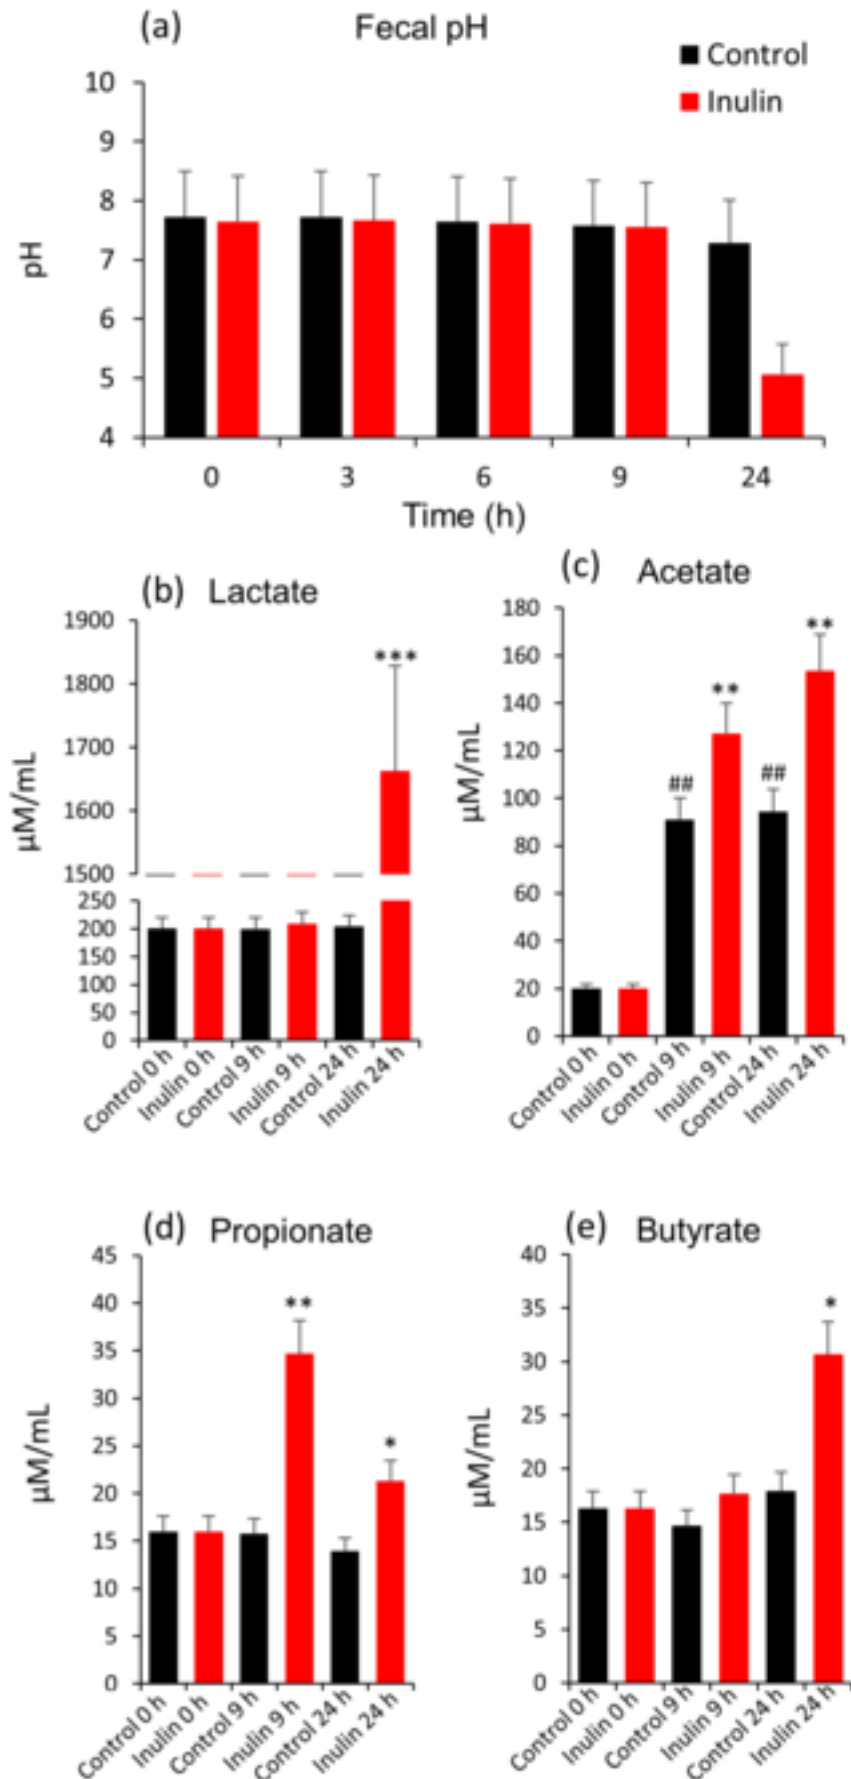 (a) Fecal pH
Control
Inulin
10
9
8
7
6
5
4
pH
0 3 6 9 24
Time (h)
(b) Lactate
1900
1800
1700
1600
1500
250
200
150
100
50
0
µM/mL
***
Control 0 h
Inulin 0 h
Control 9 h
Inulin 9 h
Control 24 h
Inulin 24 h
(c) Acetate
180
160
140
120
100
80
60
40
20
0
µM/mL
##
**
##
**
Control 0 h
Inulin 0 h
Control 9 h
Inulin 9 h
Control 24 h
Inulin 24 h
(d) Propionate
45
40
35
30
25
20
15
10
5
0
µM/mL
**
*
Control 0 h
Inulin 0 h
Control 9 h
Inulin 9 h
Control 24 h
Inulin 24 h
(e) Butyrate
40
35
30
25
20
15
10
5
0
µM/mL
*
Control 0 h
Inulin 0 h
Control 9 h
Inulin 9 h
Control 24 h
Inulin 24 h